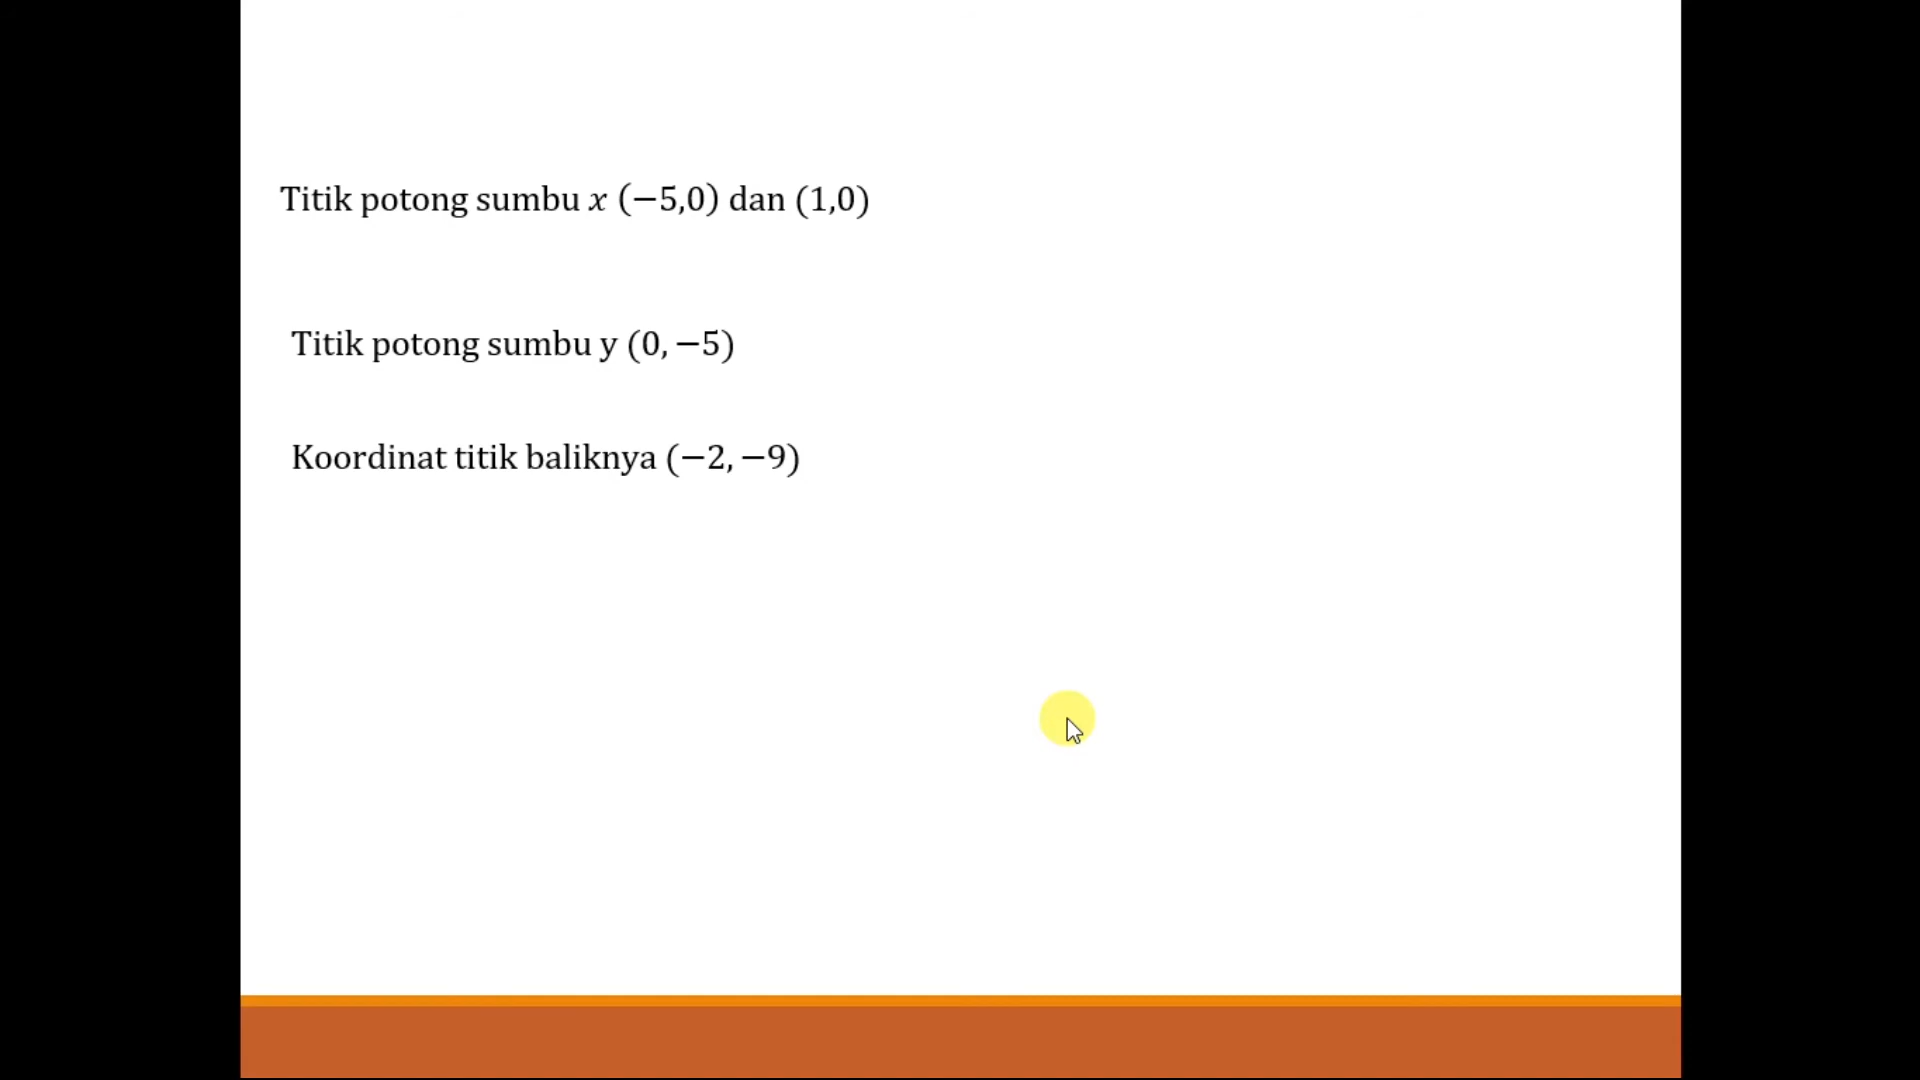 Titik potong sumbu x (−5,0) dan (1,0)
Titik potong sumbu y (0, −5)
Koordinat titik baliknya (−2, −9)